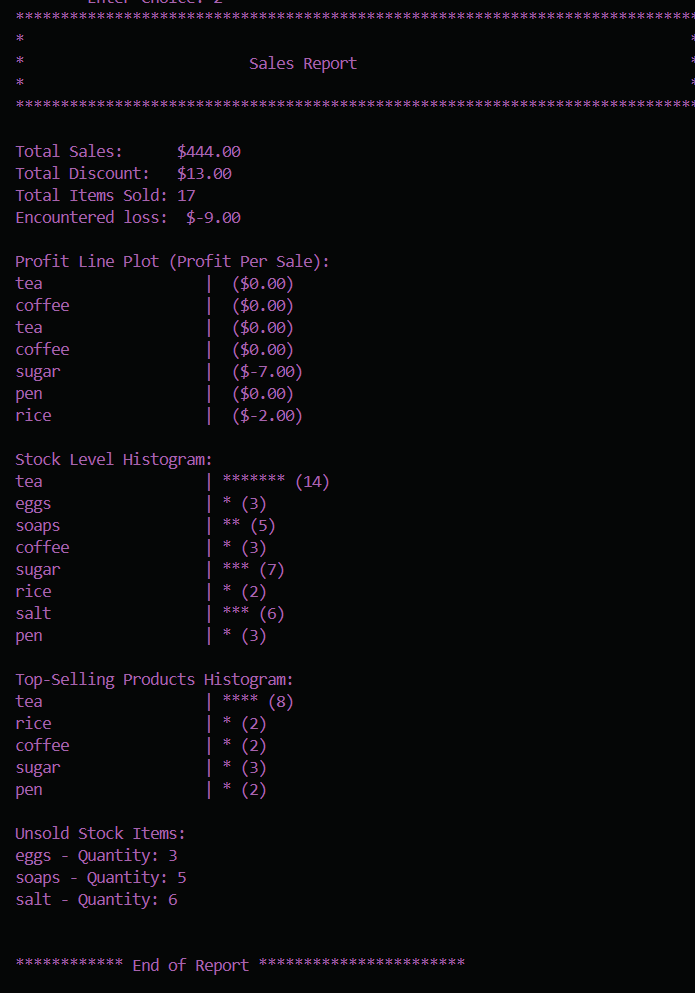 Enter Choice: 2
****************************************************************************
*                                                                          *
*                         Sales Report                                     *
*                                                                          *
****************************************************************************
Total Sales:      $444.00
Total Discount:   $13.00
Total Items Sold: 17
Encountered loss:  $-9.00
Profit Line Plot (Profit Per Sale):
tea                  |  ($0.00)
coffee               |  ($0.00)
tea                  |  ($0.00)
coffee               |  ($0.00)
sugar                |  ($-7.00)
pen                  |  ($0.00)
rice                 |  ($-2.00)
Stock Level Histogram:
tea                  | ******* (14)
eggs                 | * (3)
soaps                | ** (5)
coffee               | * (3)
sugar                | *** (7)
rice                 | * (2)
salt                 | *** (6)
pen                  | * (3)
Top-Selling Products Histogram:
tea                  | **** (8)
rice                 | * (2)
coffee               | * (2)
sugar                | * (3)
pen                  | * (2)
Unsold Stock Items:
eggs - Quantity: 3
soaps - Quantity: 5
salt - Quantity: 6
************ End of Report ***********************